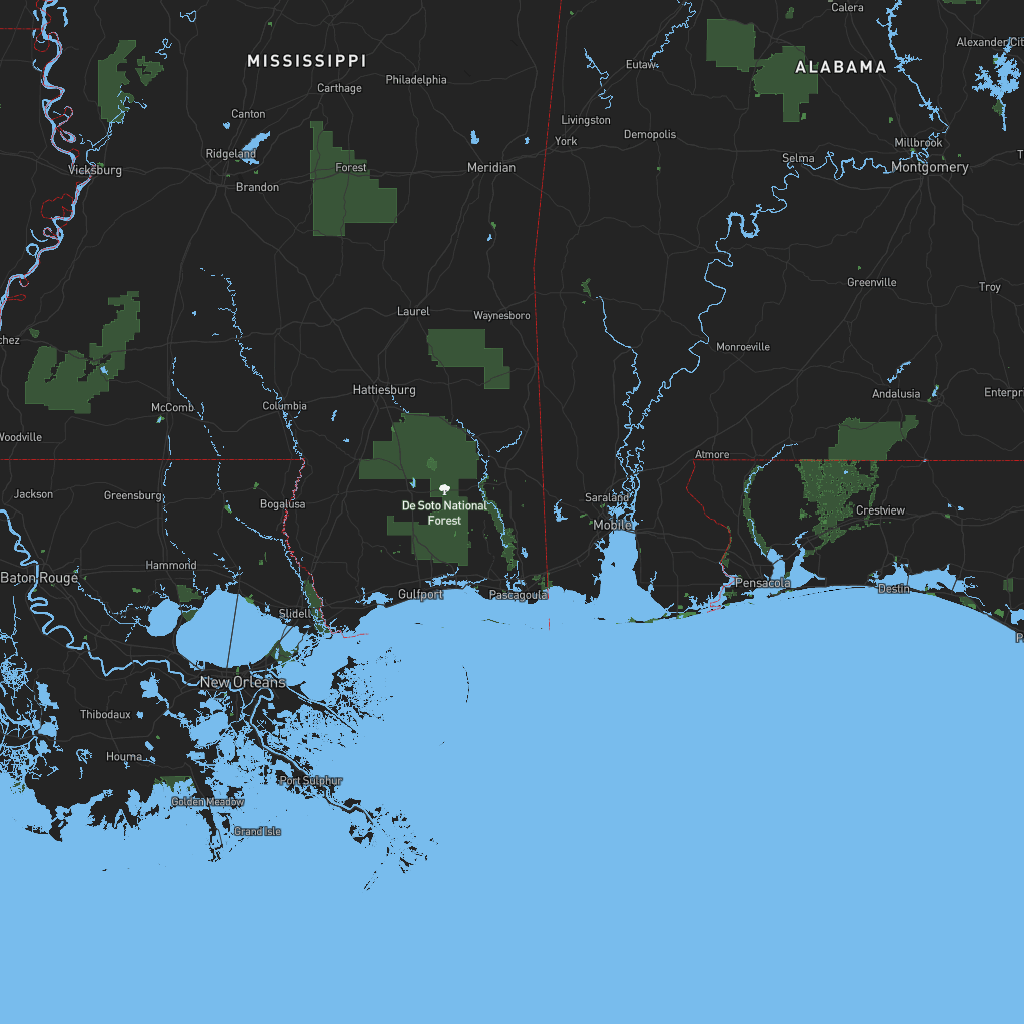 Calera
Alexander City
MISSISSIPPI
ALABAMA
Eutaw
Philadelphia
Carthage
Canton
Livingston
Demopolis
York
Millbrook
Ridgeland
Selma
Vicksburg
Forest
Meridian
Montgomery
T
Brandon
Greenville
Troy
Laurel
Waynesboro
chez
Monroeville
Hattiesburg
Andalusia
Enterpri
McComb
Columbia
Woodville
Atmore
Jackson
Greensburg
Bogalusa
De Soto National
Forest
Saraland
Crestview
Mobile
Hammond
Baton Rouge
Pensacola
Destin
Gulfport
Pascagoula
Slidell
P
New Orleans
Thibodaux
Houma
Port Sulphur
Golden Meadow
Grand Isle